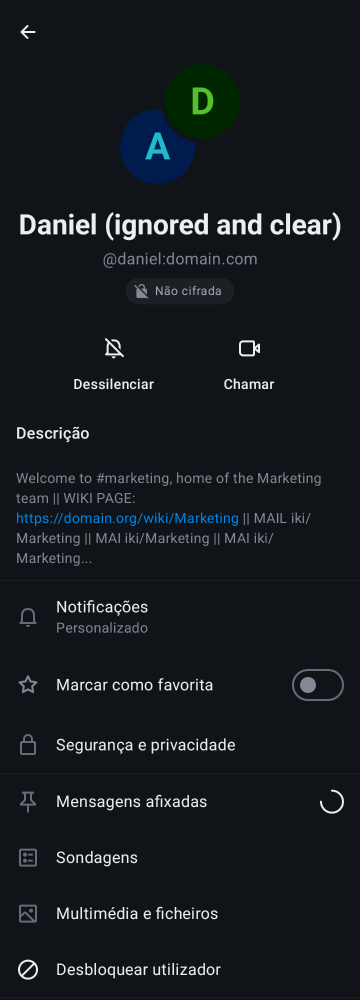 D
A
Daniel (ignored and clear)
@daniel:domain.com
Não cifrada
Dessilenciar
Chamar
Descrição
Welcome to #marketing, home of the Marketing
team || WIKI PAGE:
https://domain.org/wiki/Marketing || MAIL iki/
Marketing || MAI iki/Marketing || MAI iki/
Marketing...
Notificações
Personalizado
Marcar como favorita
Segurança e privacidade
Mensagens afixadas
Sondagens
Multimédia e ficheiros
Desbloquear utilizador